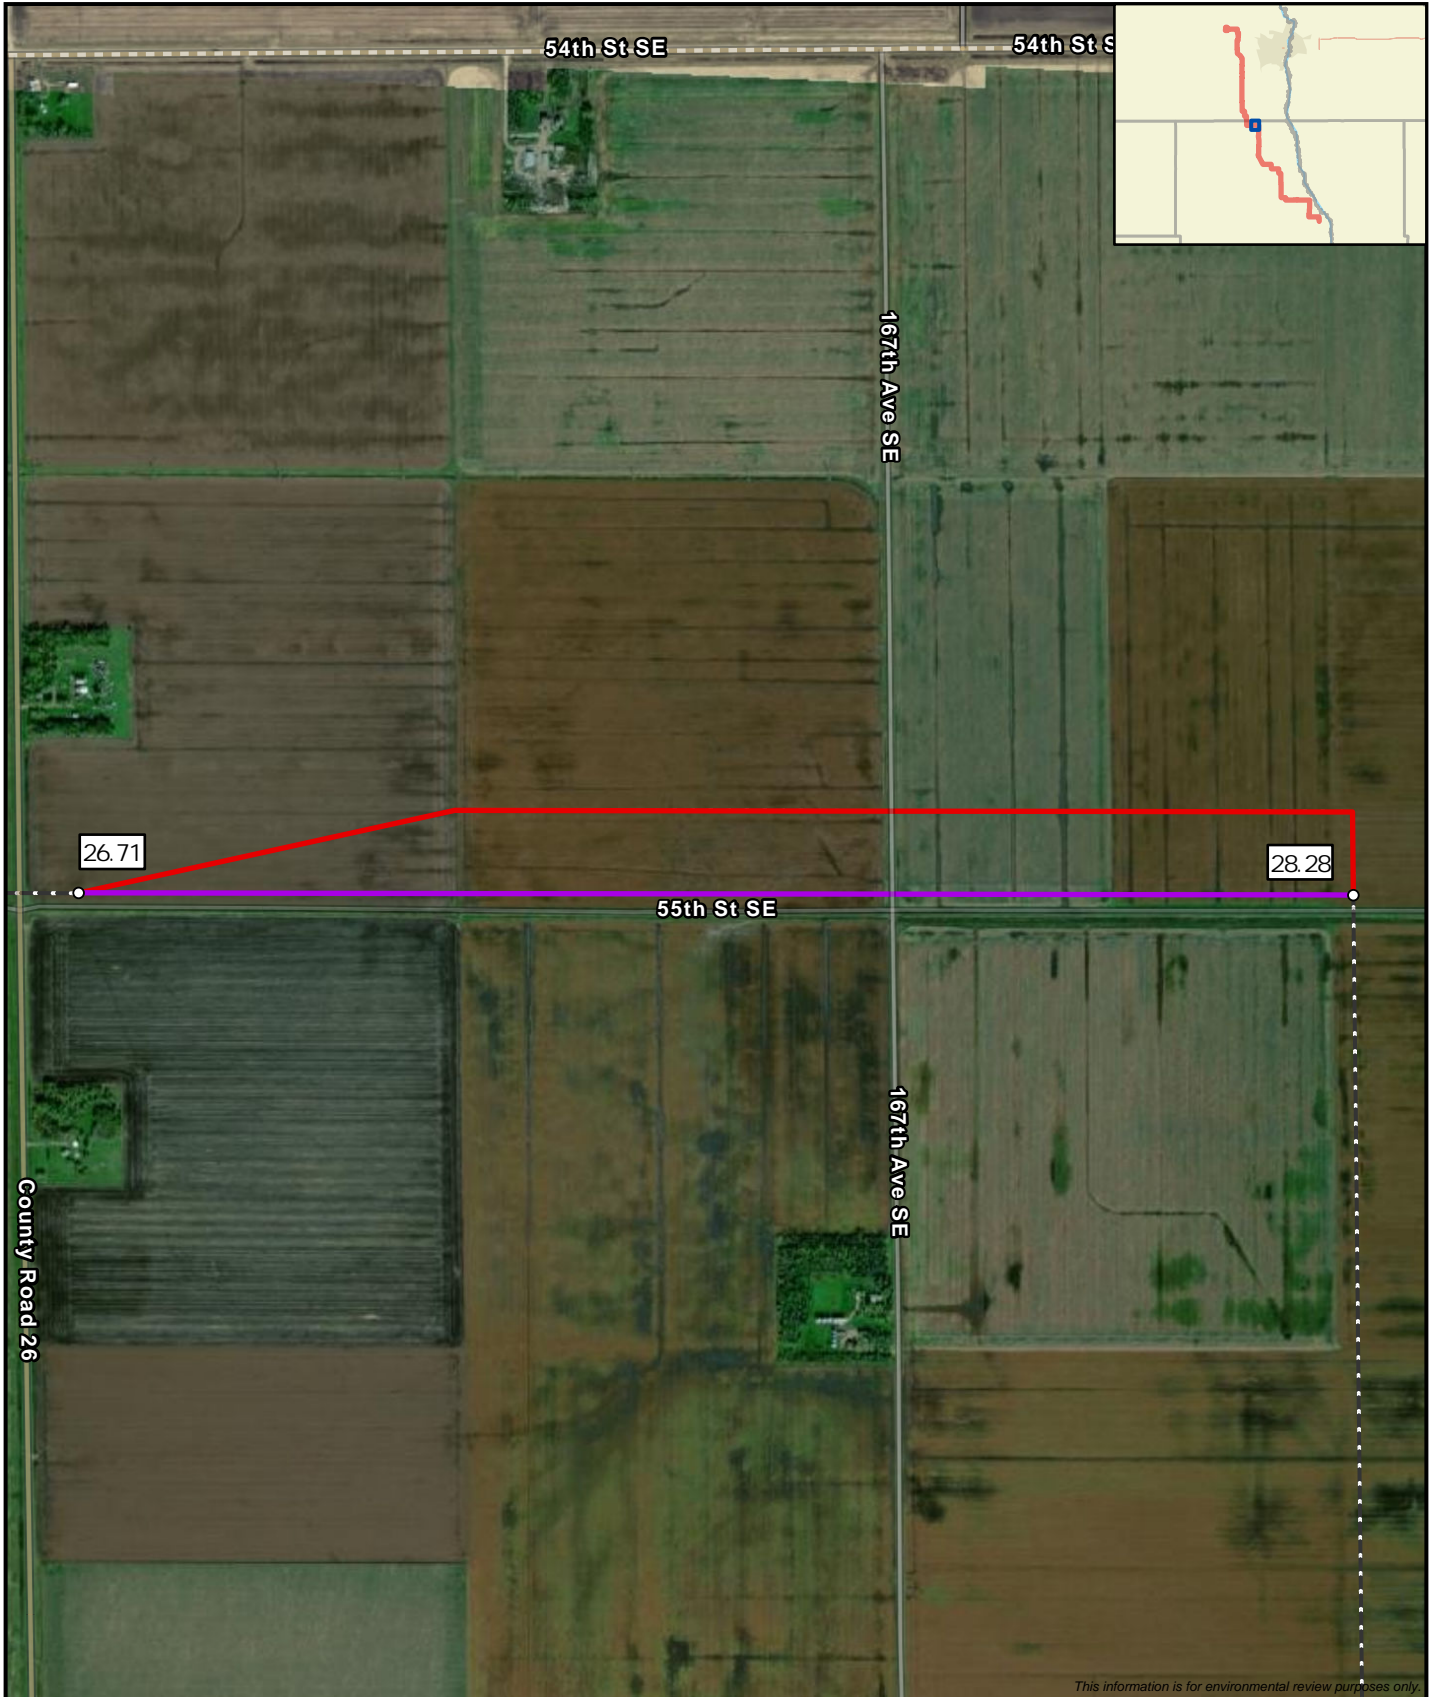 54th St SE
54th St S
167th Ave SE
26.71
28.28
55th St SE
167th Ave SE
County Road 26
This information is for environmental review purposes only.